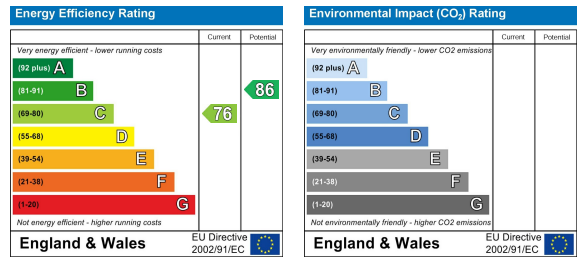 Energy Efficiency Rating
Current Potential
Very energy efficient - lower running costs
(92 plus) A
(81-91) B 86
(69-80) C 76
(55-68) D
(39-54) E
(21-38) F
(1-20) G
Not energy efficient - higher running costs
England & Wales
EU Directive
2002/91/EC
Environmental Impact (CO₂) Rating
Current Potential
Very environmentally friendly - lower CO2 emissions
(92 plus) A
(81-91) B
(69-80) C
(55-68) D
(39-54) E
(21-38) F
(1-20) G
Not environmentally friendly - higher CO2 emissions
England & Wales
EU Directive
2002/91/EC